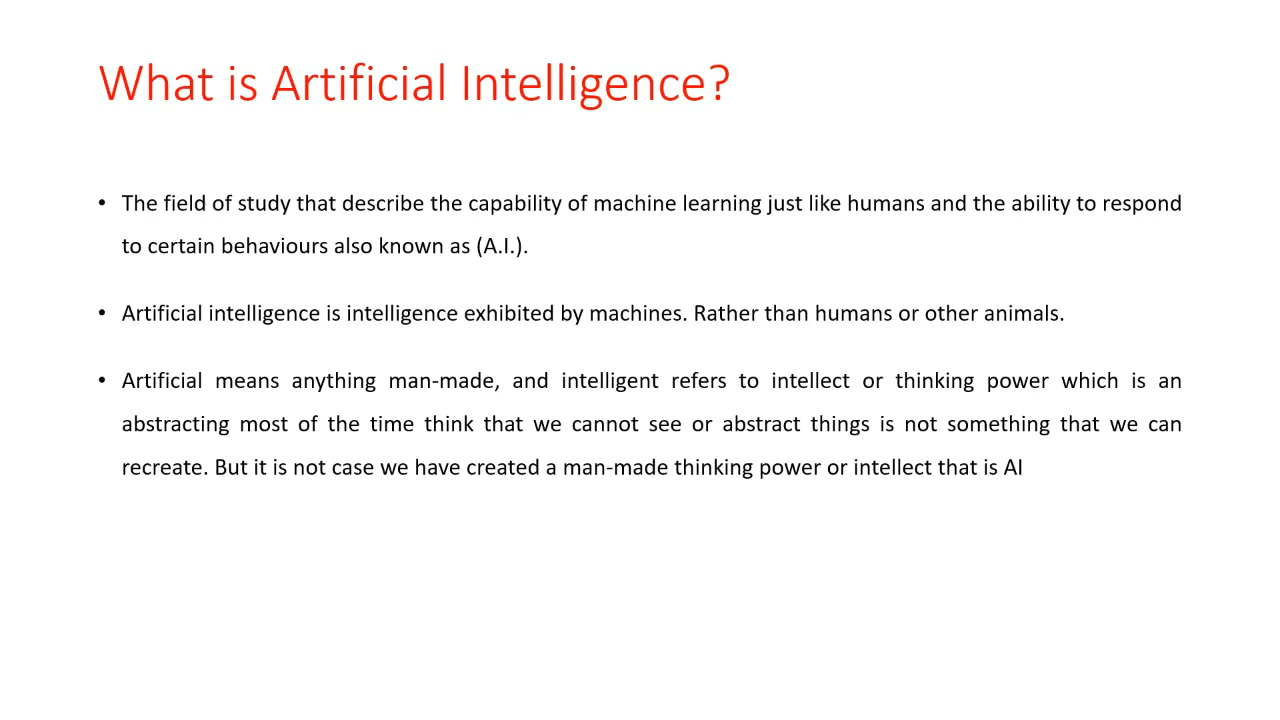 What is Artificial Intelligence?
• The field of study that describe the capability of machine learning just like humans and the ability to respond
to certain behaviours also known as (A.I.).
• Artificial intelligence is intelligence exhibited by machines. Rather than humans or other animals.
• Artificial means anything man-made, and intelligent refers to intellect or thinking power which is an
abstracting most of the time think that we cannot see or abstract things is not something that we can
recreate. But it is not case we have created a man-made thinking power or intellect that is AI